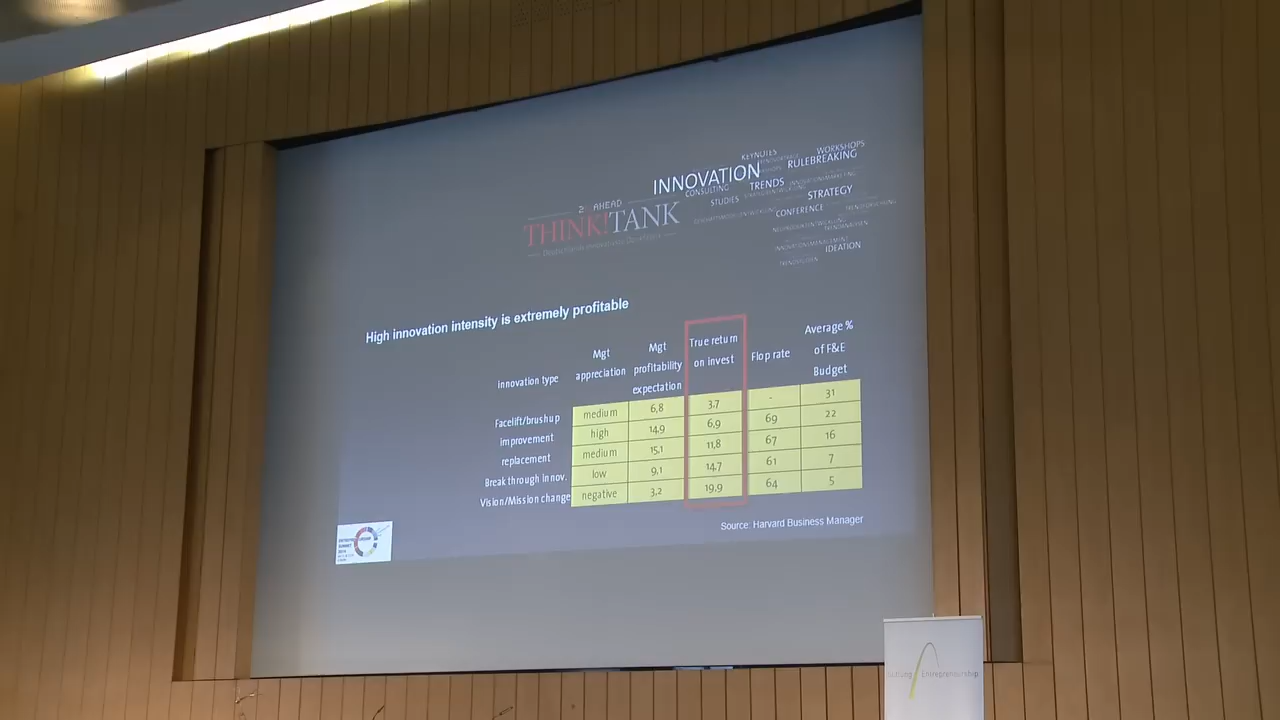 KEYNOTES
WORKSHOPS
RULEBREAKING
INNOVATION
CONSULTING
TRENDS
STUDIES
STRATEGY
CONFERENCE
IDEATION
2 AHEAD
THINK!TANK
High innovation intensity is extremely profitable
innovation type
Mgt appreciation
Mgt profitability expectation
True return on invest
Flop rate
Average % of F&E Budget
Facelift/brushup medium 6,8 3,7 - 31
improvement high 14,9 6,9 69 22
replacement medium 15,1 11,8 67 16
Break through Innov. low 9,1 14,7 61 7
Vision/Mission change negative 3,2 19,9 64 5
Source: Harvard Business Manager
SUMMIT
2014
Stiftung Entrepreneurship